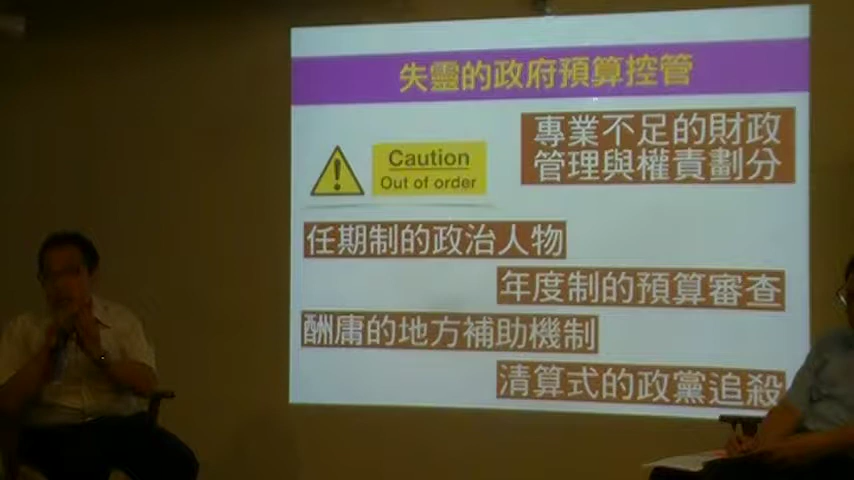 失靈的政府預算控管
專業不足的財政
管理與權責劃分
Caution
Out of order
任期制的政治人物
年度制的預算審查
酬庸的地方補助機制
清算式的政黨追殺